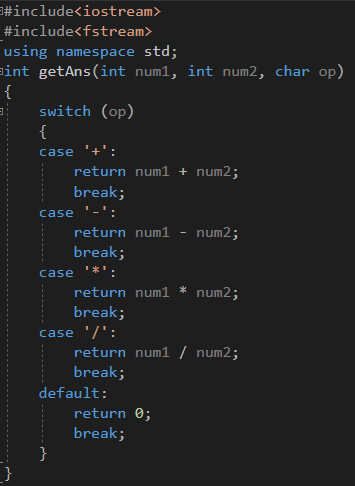 #include<iostream>
#include<fstream>
using namespace std;
int getAns(int num1, int num2, char op)
{
    switch (op)
    {
    case '+':
        return num1 + num2;
        break;
    case '-':
        return num1 - num2;
        break;
    case '*':
        return num1 * num2;
        break;
    case '/':
        return num1 / num2;
        break;
    default:
        return 0;
        break;
    }
}